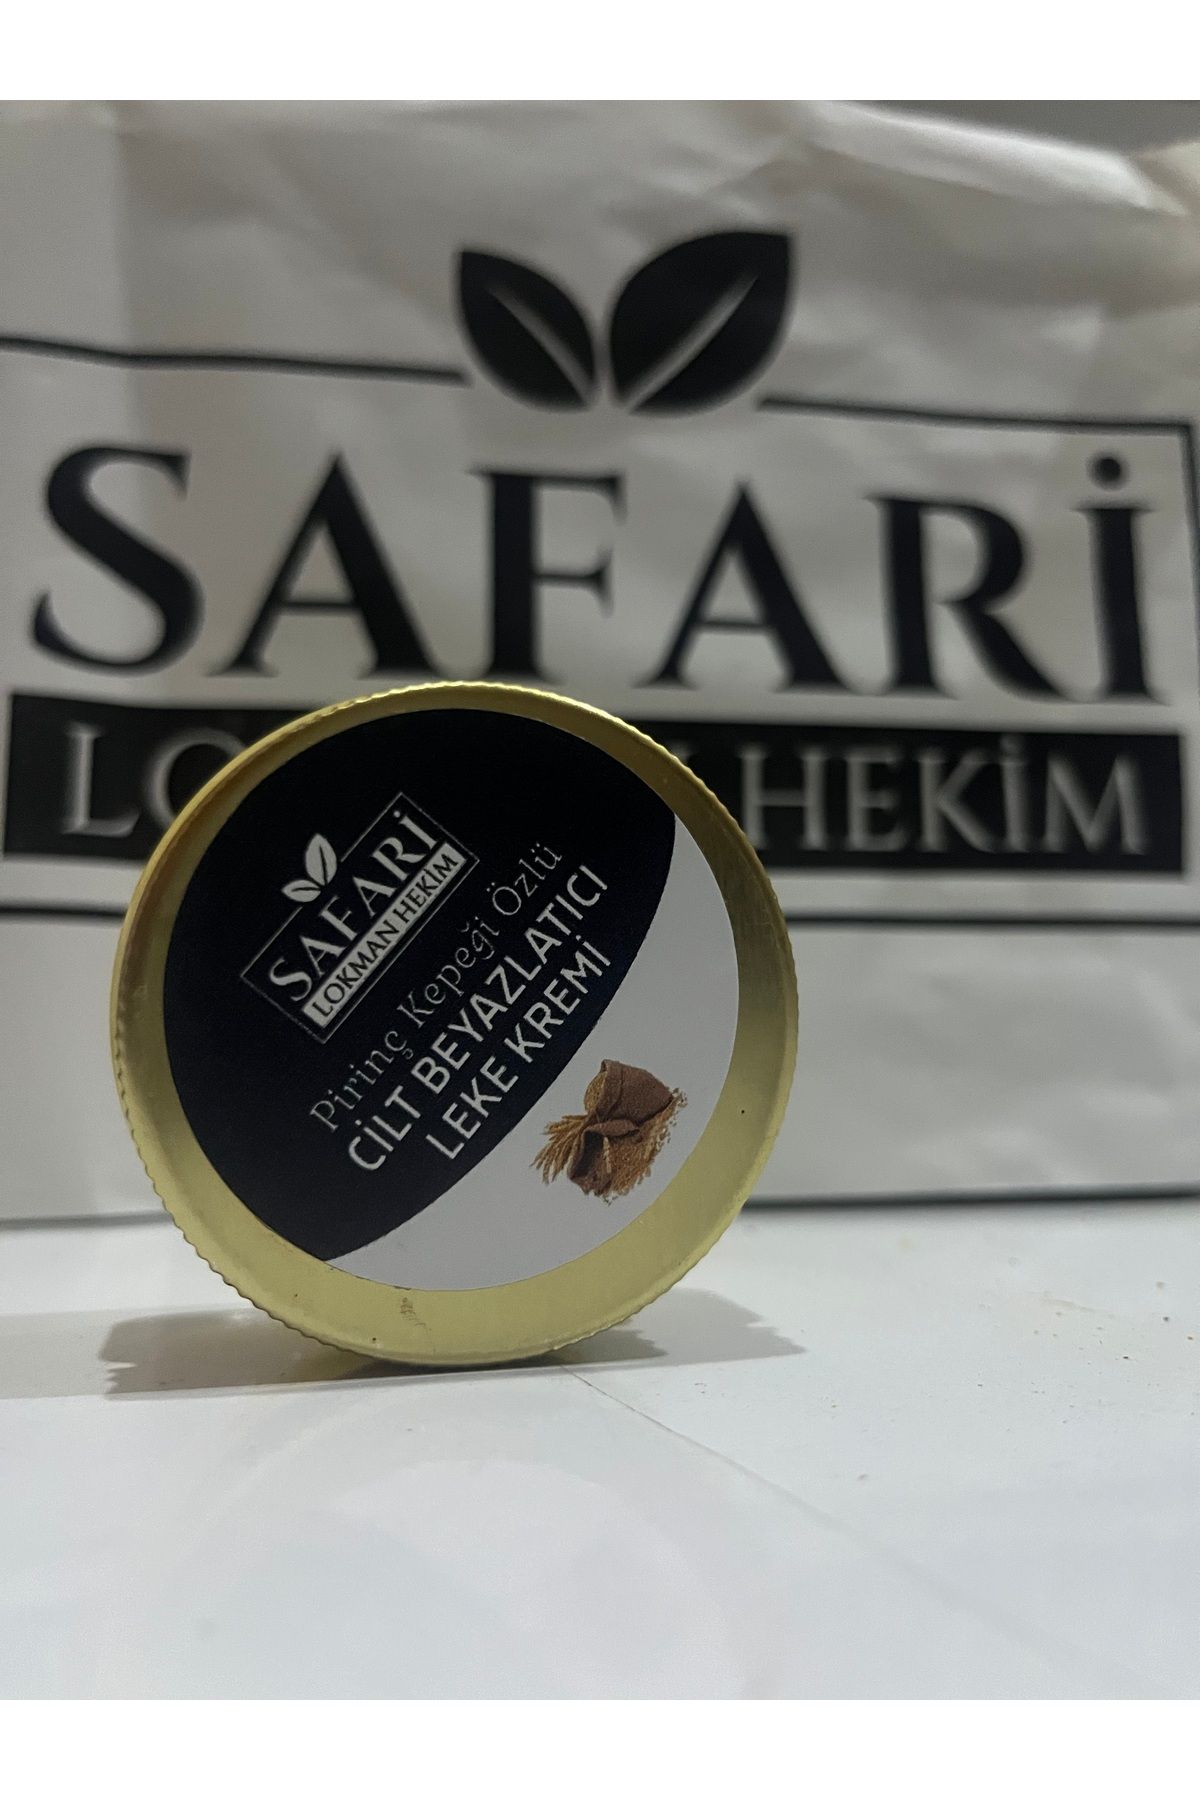 SAFARİ
HEKİM
SAFARİ
LOKMAN HEKİM
Pirinç Kepeği Özlü
CİLT BEYAZLATICI
LEKE KREMİ